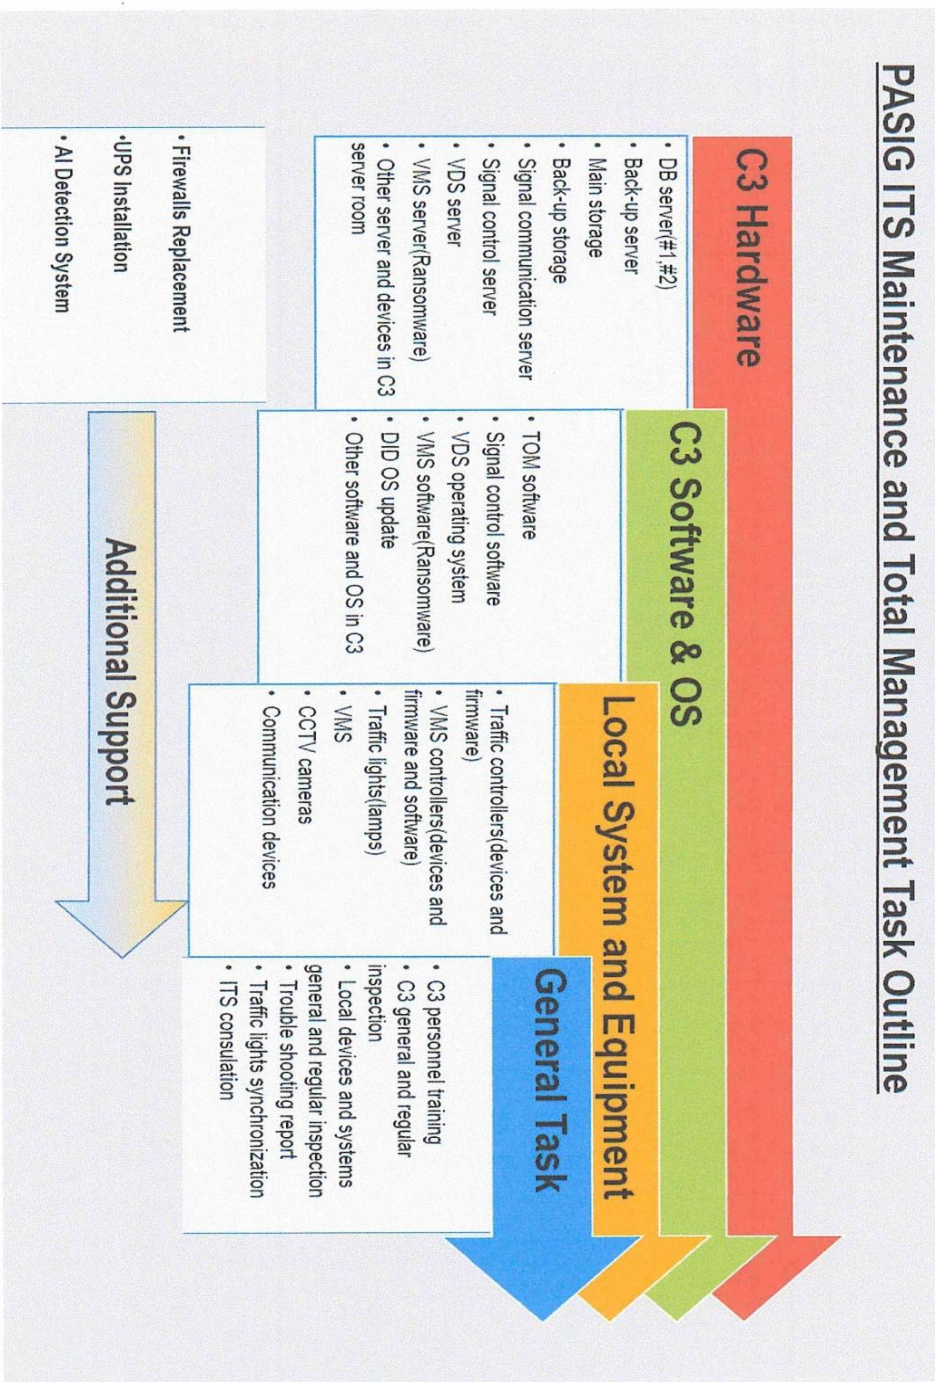 PASIG ITS Maintenance and Total Management Task Outline
C3 Hardware
• DB server(#1,#2)
• Back-up server
• Main storage
• Back-up storage
• Signal communication server
• Signal control server
• VDS server
• VMS server(Ransomware)
• Other server and devices in C3
server room
C3 Software & OS
• TOM software
• Signal control software
• VDS operating system
• VMS software(Ransomware)
• DID OS update
• Other software and OS in C3
Local System and Equipment
• Traffic controllers(devices and
firmware)
• VMS controllers(devices and
firmware and software)
• Traffic lights(lamps)
• VMS
• CCTV cameras
• Communication devices
General Task
• C3 personnel training
• C3 general and regular
inspection
• Local devices and systems
general and regular inspection
• Trouble shooting report
• Traffic lights synchronization
• ITS consulation
• Firewalls Replacement
•UPS Installation
• AI Detection System
Additional Support